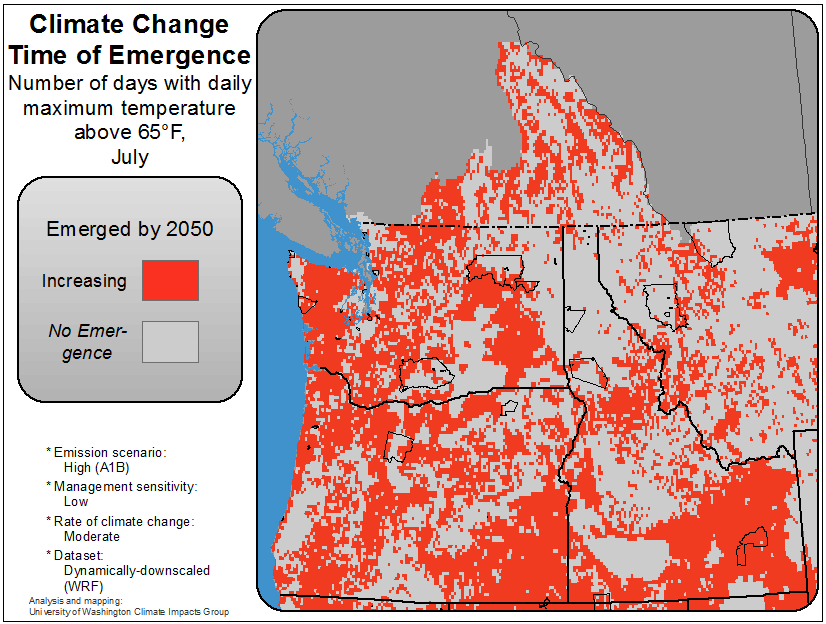 Climate Change
Time of Emergence
Number of days with daily
maximum temperature
above 65°F,
July
Emerged by 2050
Increasing
No Emer-
gence
* Emission scenario:
High (A1B)
* Management sensitivity:
Low
* Rate of climate change:
Moderate
* Dataset:
Dynamically-downscaled
(WRF)
Analysis and mapping:
University of Washington Climate Impacts Group